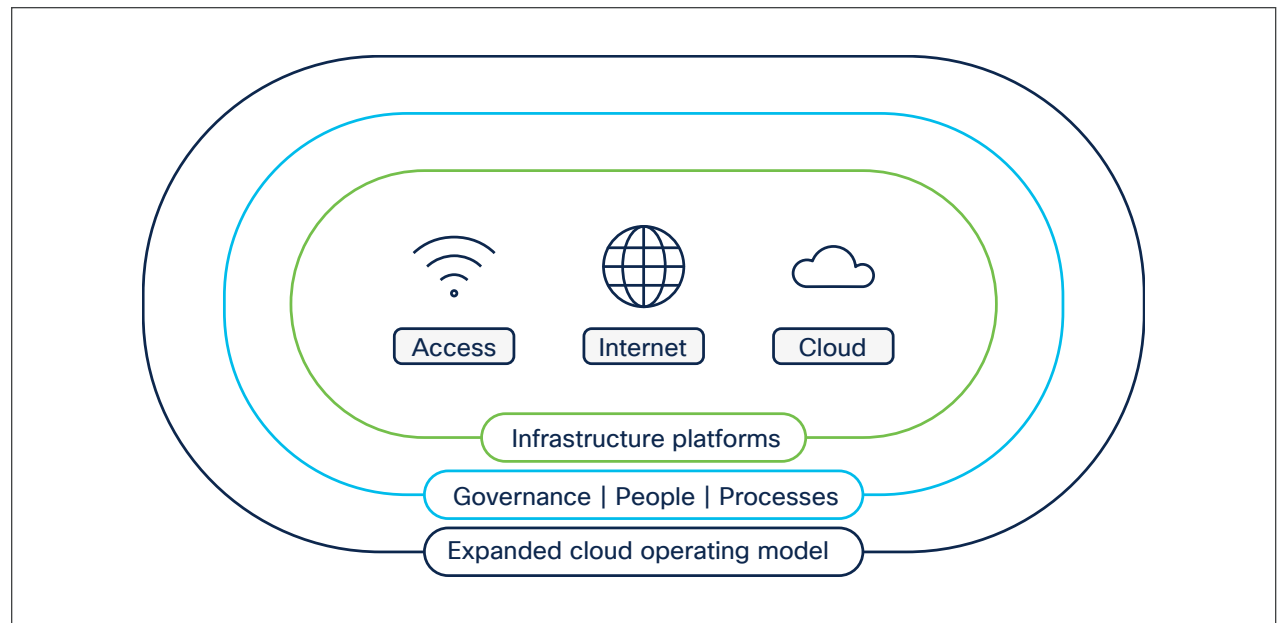 Access
Internet
Cloud
Infrastructure platforms
Governance | People | Processes
Expanded cloud operating model